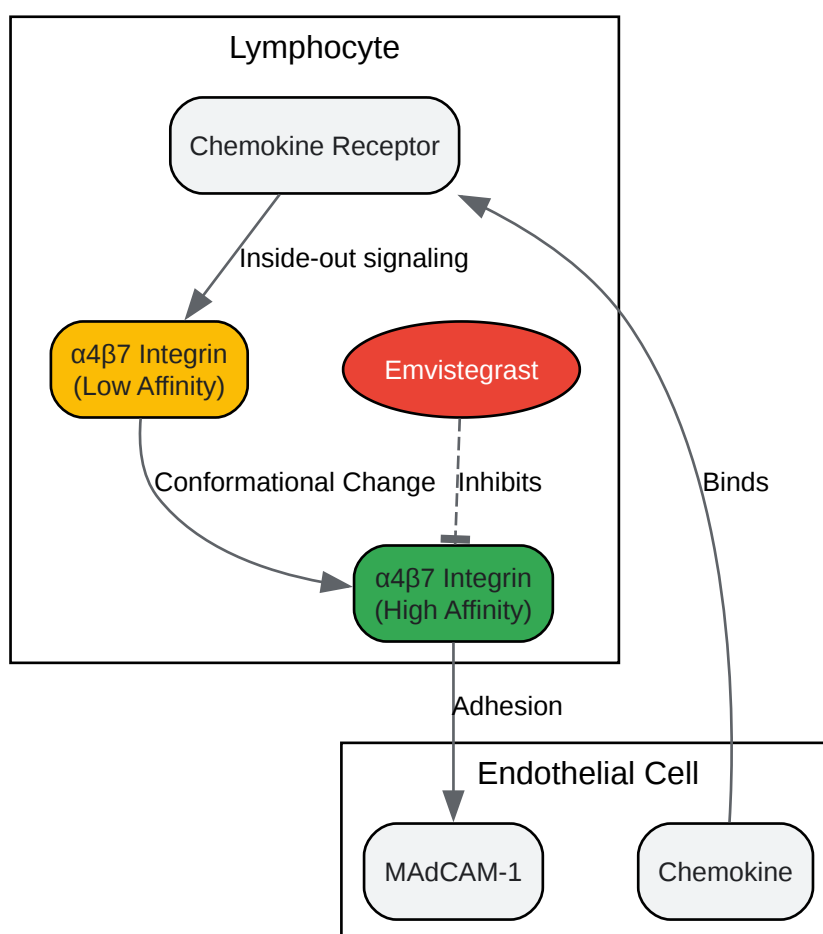 Lymphocyte
Chemokine Receptor
Inside-out signaling
α4β7 Integrin
(Low Affinity)
Emvistegrast
Conformational Change
Inhibits
Binds
α4β7 Integrin
(High Affinity)
Adhesion
Endothelial Cell
MAdCAM-1
Chemokine